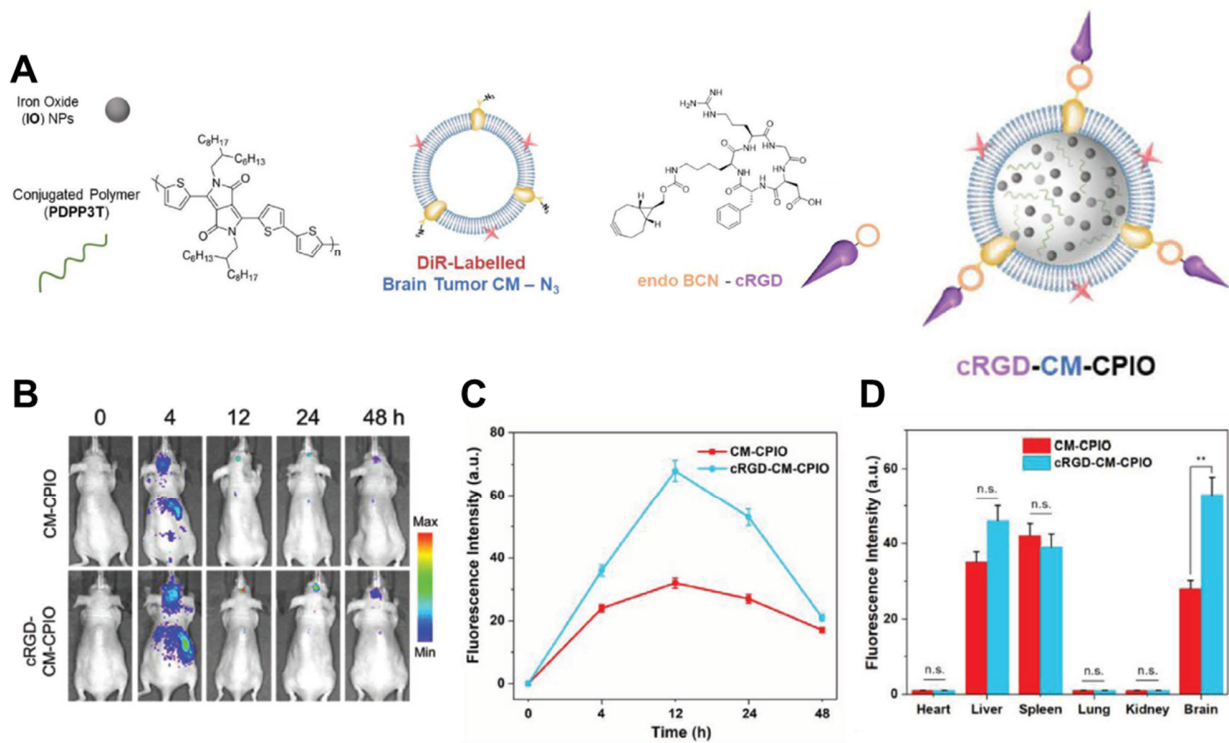 A
Iron Oxide
(IO) NPs
Conjugated Polymer
(PDPP3T)
C₈H₁₇
C₆H₁₃
N
O
S
S
S
O
N
n
C₆H₁₃
C₈H₁₇
N₃
N₃
N₃
DiR-Labelled
Brain Tumor CM – N₃
NH
H₂N
NH
O
H
N
O
NH
O
HN
O
NH
O
N
H
OH
O
endo BCN - cRGD
cRGD-CM-CPIO
B
0 4 12 24 48 h
CM-CPIO
cRGD-
CM-CPIO
Max
Min
C
Fluorescence Intensity (a.u.)
80
60
40
20
0
CM-CPIO
cRGD-CM-CPIO
0 4 12 24 48
Time (h)
D
Fluorescence Intensity (a.u.)
60
40
20
0
CM-CPIO
cRGD-CM-CPIO
n.s.
n.s.
n.s.
n.s.
n.s.
**
Heart Liver Spleen Lung Kidney Brain